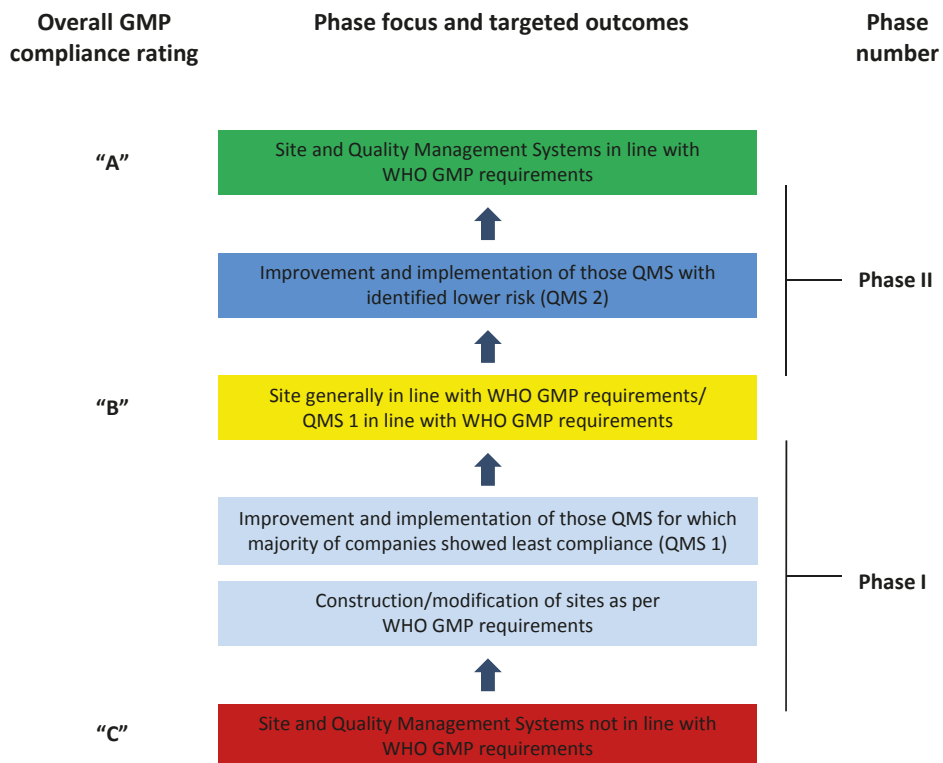 Overall GMP
compliance rating
Phase focus and targeted outcomes
Phase
number
“A”
Site and Quality Management Systems in line with
WHO GMP requirements
Improvement and implementation of those QMS with
identified lower risk (QMS 2)
Phase II
“B”
Site generally in line with WHO GMP requirements/
QMS 1 in line with WHO GMP requirements
Improvement and implementation of those QMS for which
majority of companies showed least compliance (QMS 1)
Phase I
Construction/modification of sites as per
WHO GMP requirements
“C”
Site and Quality Management Systems not in line with
WHO GMP requirements